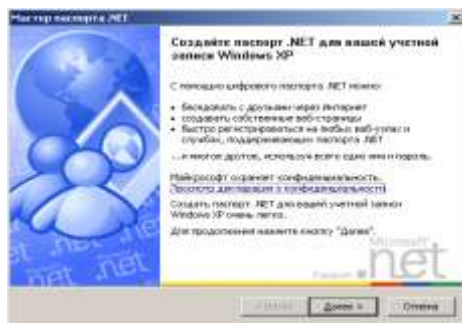 Мастер паспорта .NET
Создайте паспорт .NET для вашей учетной
записи Windows XP
С помощью цифрового паспорта .NET можно:
• беседовать с друзьями через Интернет
• создавать собственные веб-страницы
• быстро регистрироваться на любых веб-узлах и
службах, поддерживающих паспорта .NET
...и многое другое, используя всего одно имя и пароль.
Майкрософт охраняет конфиденциальность.
Просмотр декларации о конфиденциальности
Создать паспорт .NET для вашей учетной записи
Windows XP очень легко.
Для продолжения нажмите кнопку "Далее".
Microsoft
.net
.net .net
< Назад Далее > Отмена